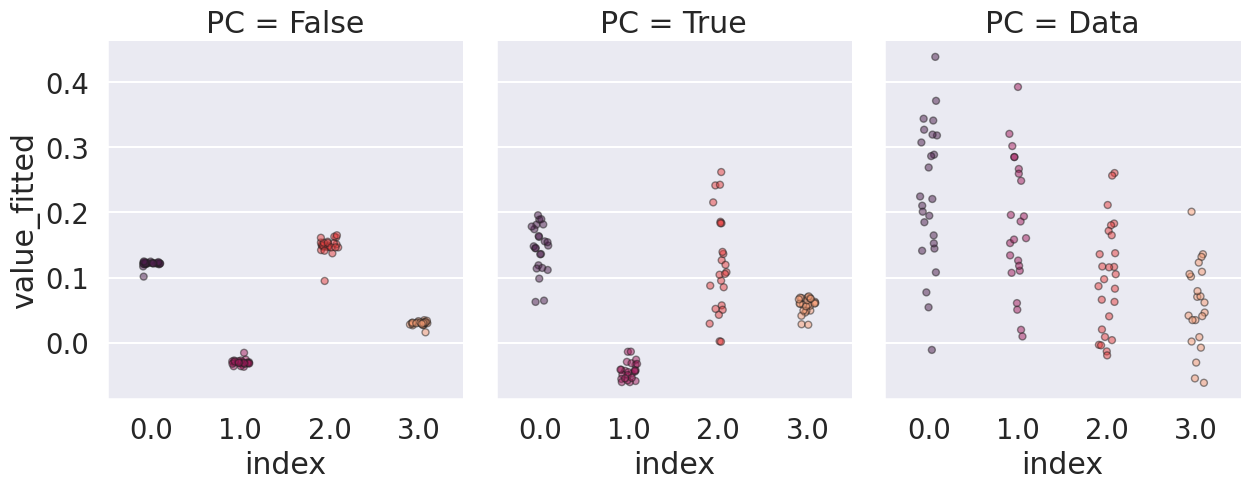 PC = False PC = True PC = Data
value_fitted
0.4
0.3
0.2
0.1
0.0
0.0 1.0 2.0 3.0 0.0 1.0 2.0 3.0 0.0 1.0 2.0 3.0
index index index